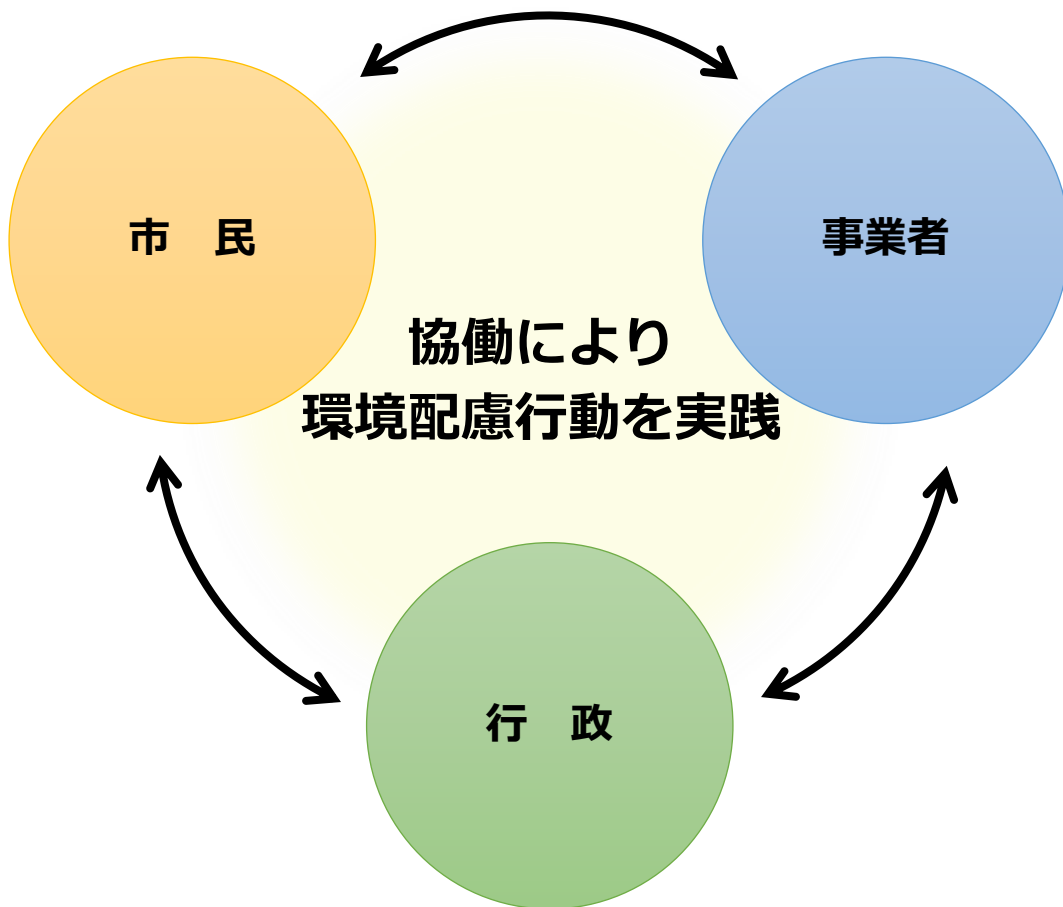 市　民
事業者
協働により
環境配慮行動を実践
行　政